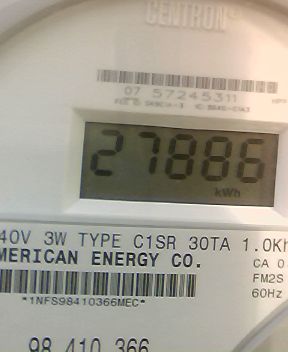 CENTRON®
07 57245311
27886
kWh
40V 3W TYPE C1SR 30TA 1.0Kh
MERICAN ENERGY CO.
CA 0
FM2S
*1NFS98410366MEC*
60Hz
98 410 366